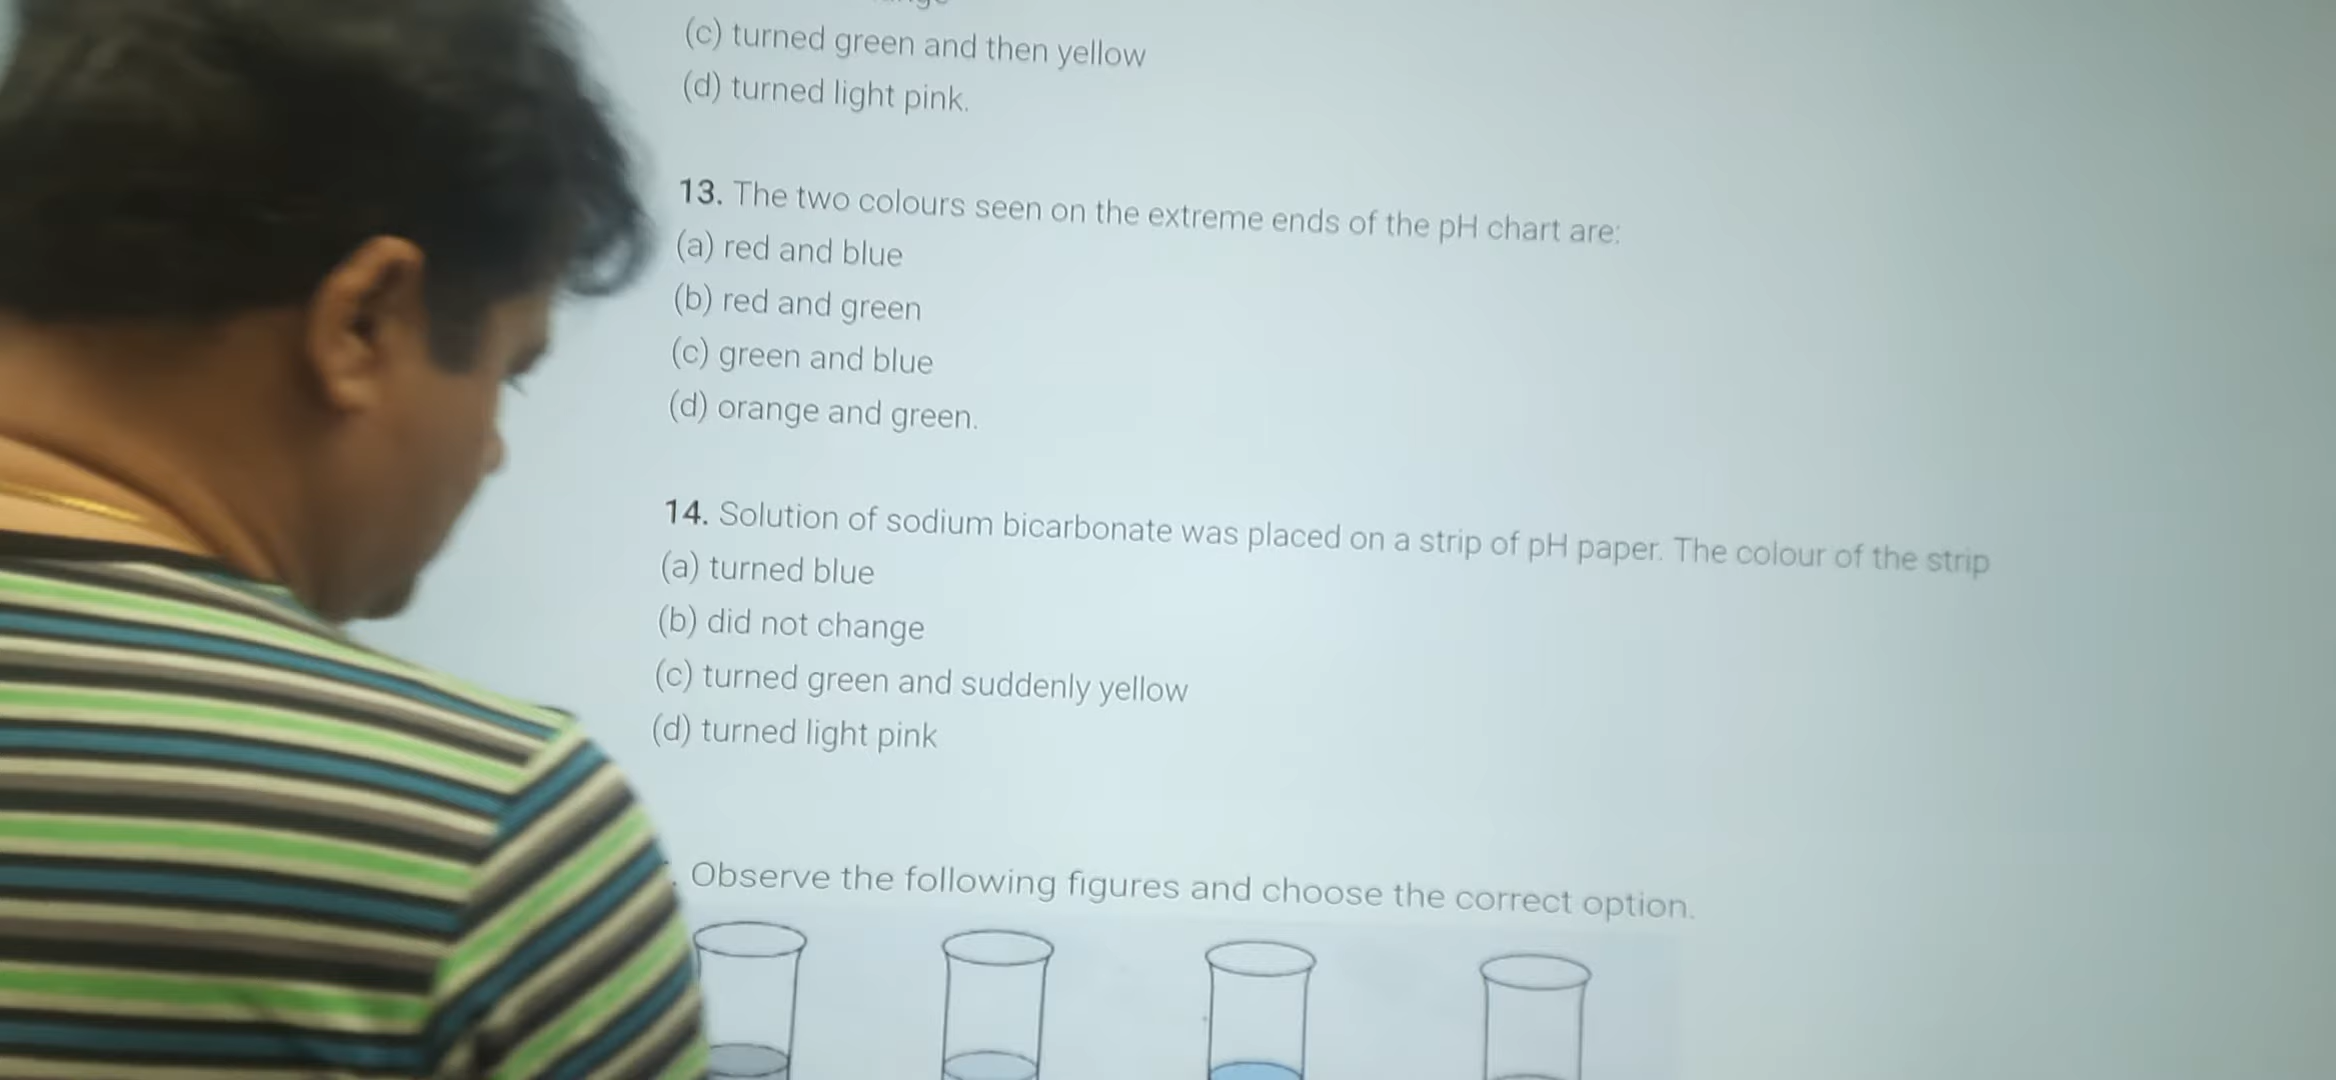 (c) turned green and then yellow
(d) turned light pink.
13. The two colours seen on the extreme ends of the pH chart are:
(a) red and blue
(b) red and green
(c) green and blue
(d) orange and green.
14. Solution of sodium bicarbonate was placed on a strip of pH paper. The colour of the strip
(a) turned blue
(b) did not change
(c) turned green and suddenly yellow
(d) turned light pink
. Observe the following figures and choose the correct option.